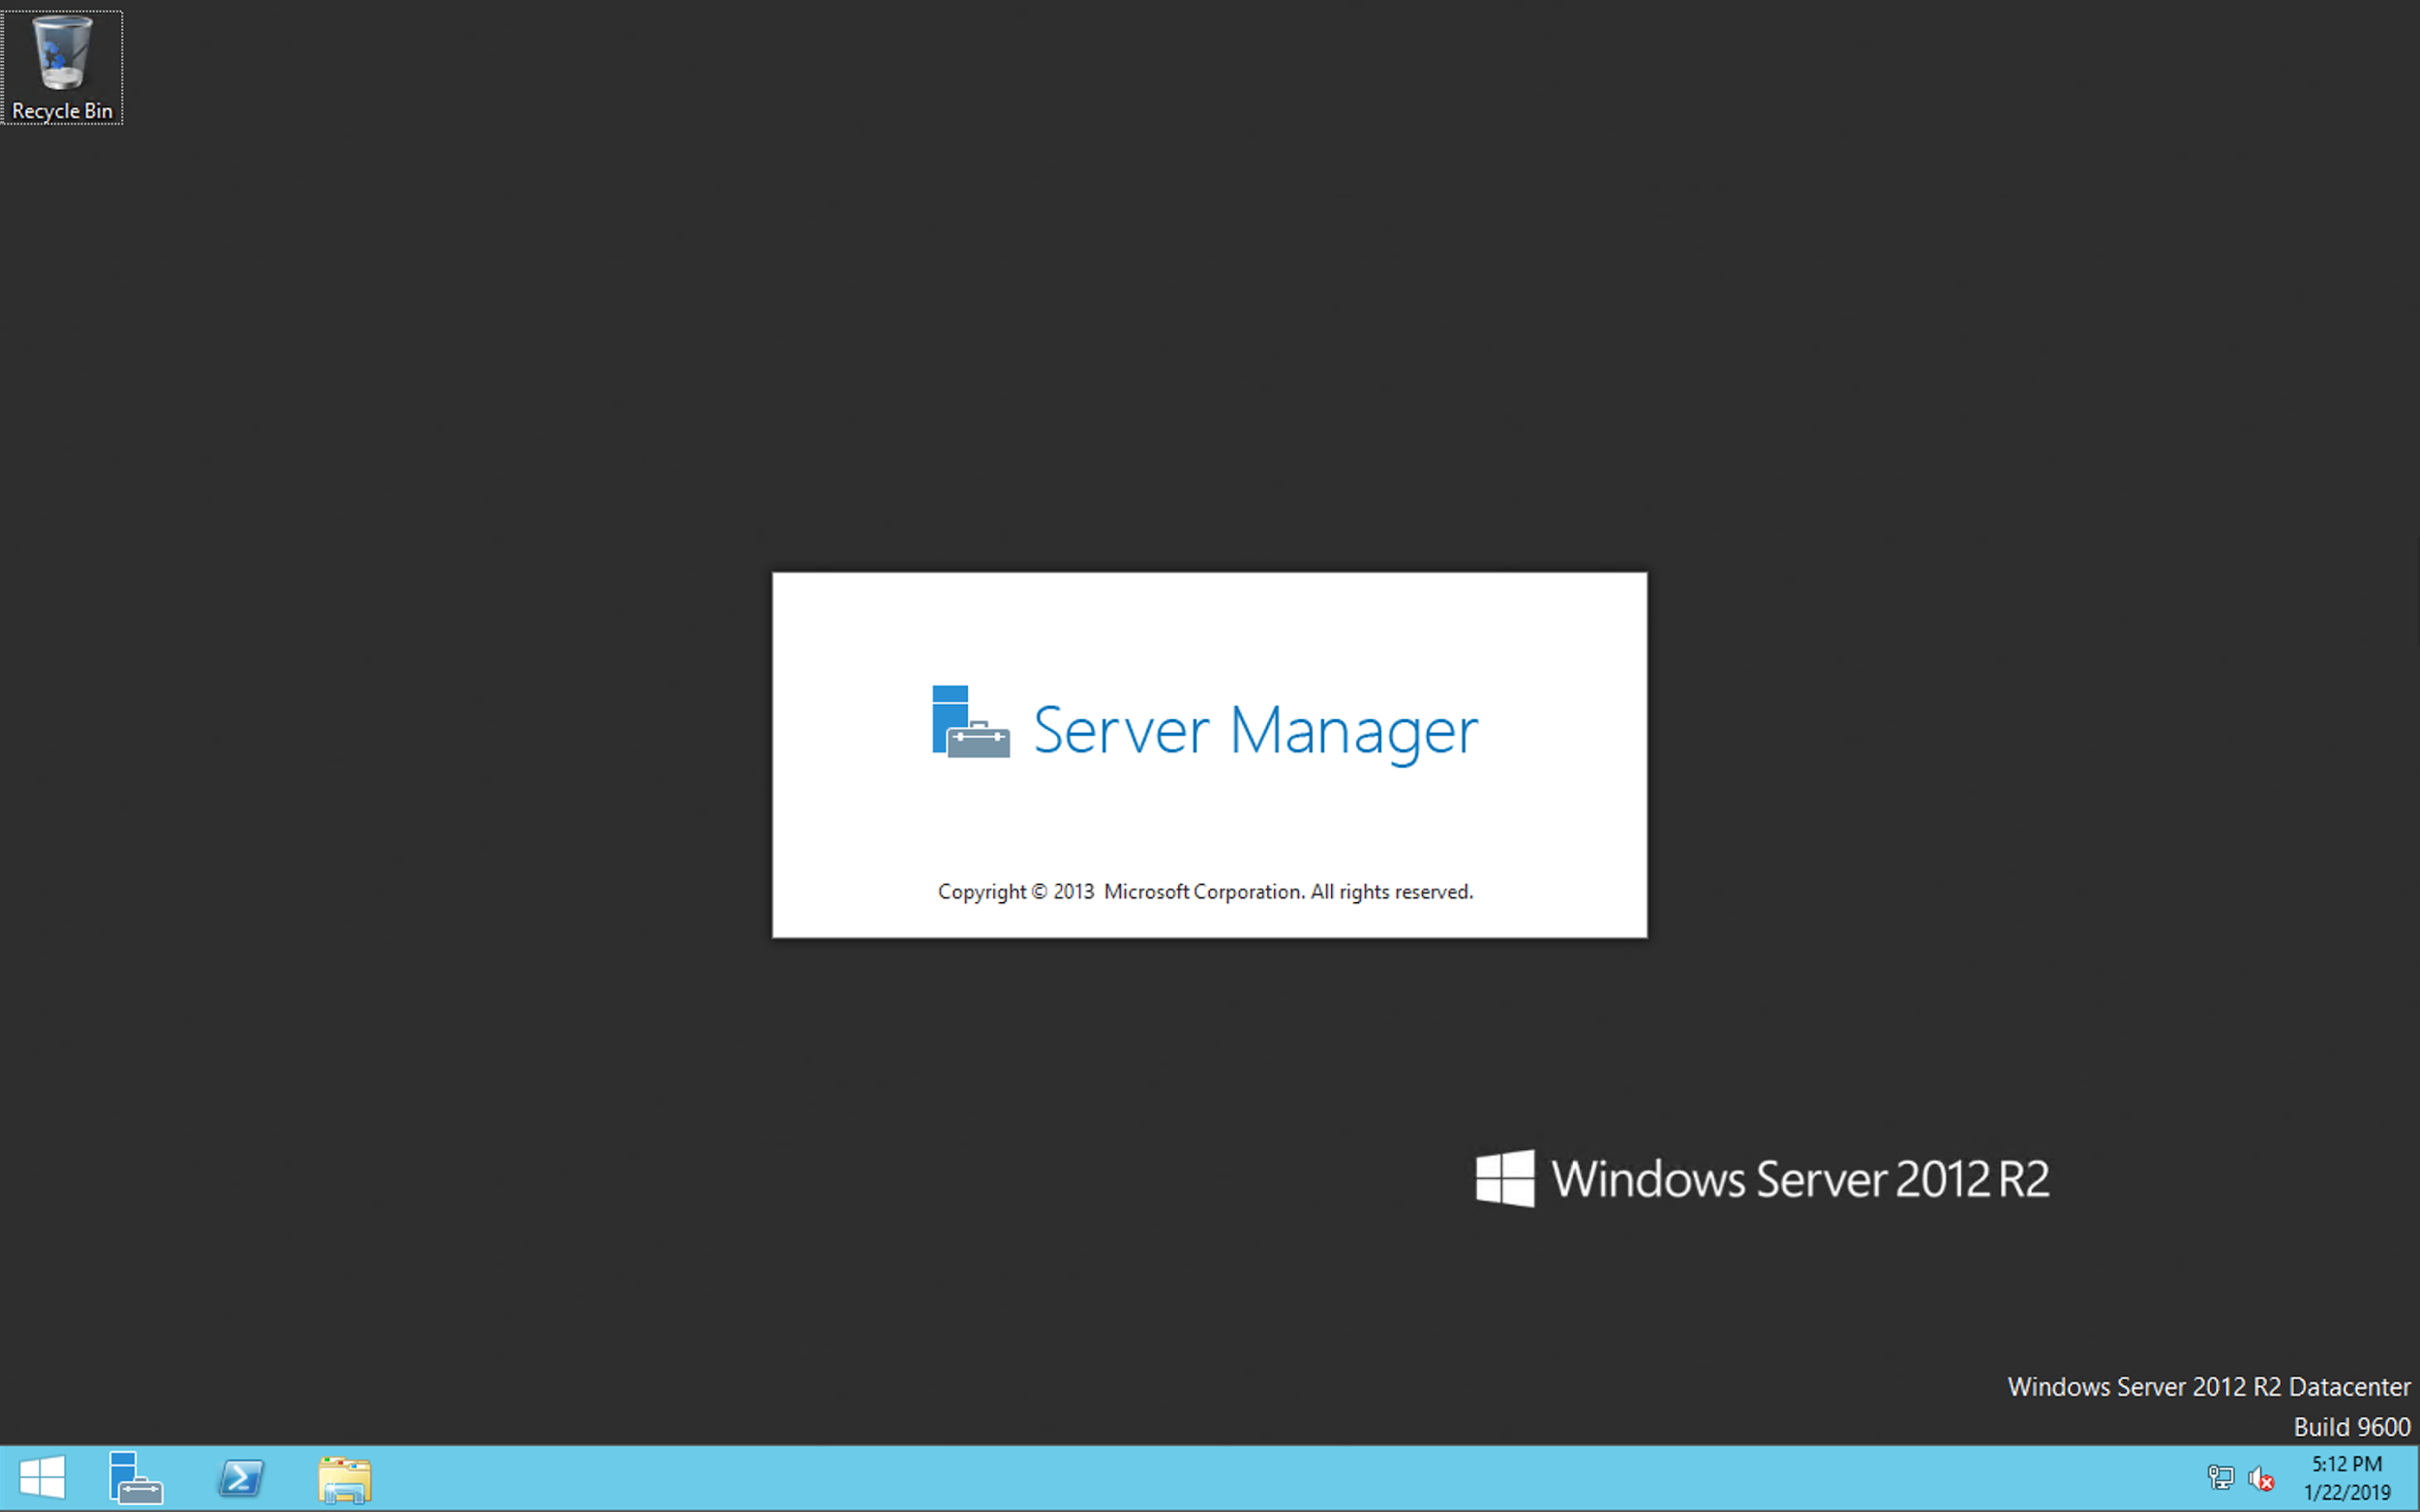 Recycle Bin
Server Manager
Copyright © 2013 Microsoft Corporation. All rights reserved.
Windows Server 2012 R2
Windows Server 2012 R2 Datacenter
Build 9600
5:12 PM
1/22/2019